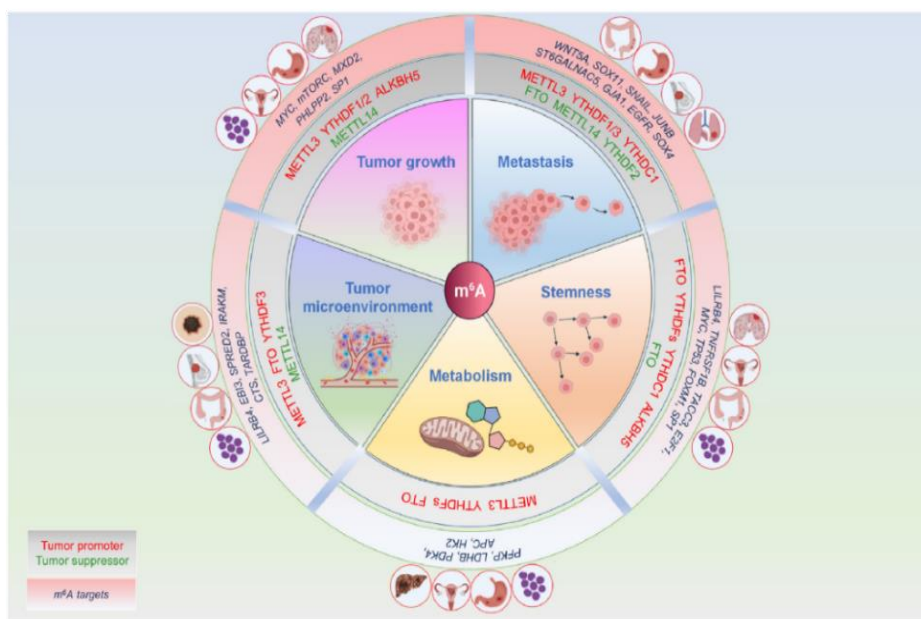 MYC, mTORC, MXD2,
PHLPP2, SP1
METTL3 YTHDF1/2 ALKBH5
METTL14
Tumor growth
WNT5A, SOX11, SNAIL, JUNB
ST6GALNAC5, GJA1, EGFR, SOX4
METTL3 YTHDF1/3 YTHDC1
FTO METTL14 YTHDF2
Metastasis
m⁶A
Tumor
microenvironment
METTL3 FTO YTHDF3
METTL14
LILRB4, EBI3, SPRED2, IRAKM,
CTS, TARDBP
Stemness
FTO YTHDFs YTHDC1 ALKBH5
FTO
LILRB4, TNFRSF1B, TACC3, E2F1,
MYC, TP53, FOXM1, SP1
Metabolism
METTL3 YTHDFs FTO
PFKP, LDHB, PDK4,
APC, HK2
Tumor promoter
Tumor suppressor
m⁶A targets